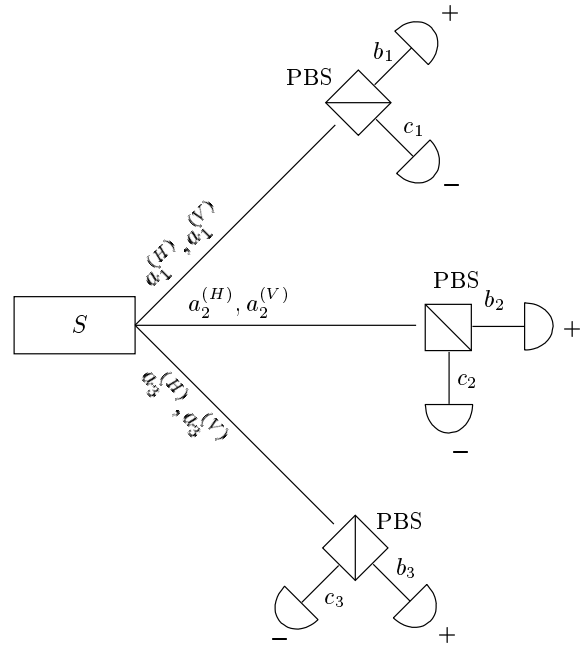 +
b₁
PBS
c₁
−
a₁⁽ᴴ⁾, a₁⁽ⱽ⁾
PBS
a₂⁽ᴴ⁾, a₂⁽ⱽ⁾
b₂
S
+
c₂
a₃⁽ᴴ⁾, a₃⁽ⱽ⁾
−
PBS
b₃
c₃
−
+